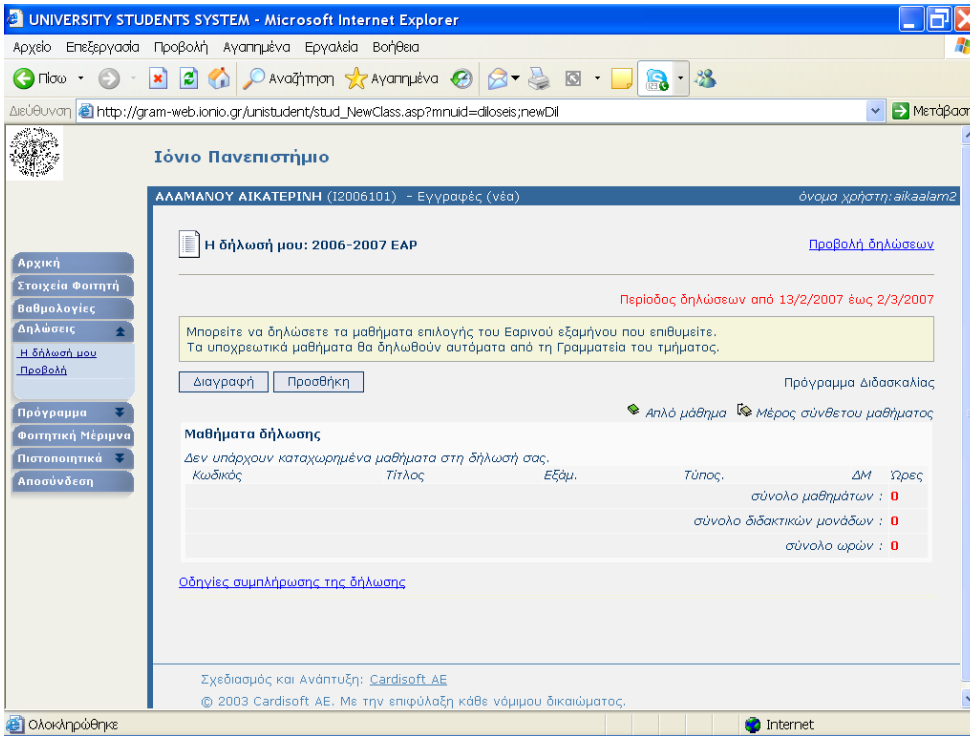 UNIVERSITY STUDENTS SYSTEM - Microsoft Internet Explorer
Αρχείο Επεξεργασία Προβολή Αγαπημένα Εργαλεία Βοήθεια
Πίσω Αναζήτηση Αγαπημένα
Διεύθυνση http://gram-web.ionio.gr/unistudent/stud_NewClass.asp?mnuid=diloseis;newDil Μετάβαση
Ιόνιο Πανεπιστήμιο
ΑΛΑΜΑΝΟΥ ΑΙΚΑΤΕΡΙΝΗ (Ι2006101) - Εγγραφές (νέα) όνομα χρήστη: aikaalam2
Η δήλωσή μου: 2006-2007 ΕΑΡ Προβολή δηλώσεων
Αρχική
Στοιχεία Φοιτητή
Βαθμολογίες
Δηλώσεις
Η δήλωσή μου
Προβολή
Πρόγραμμα
Φοιτητική Μέριμνα
Πιστοποιητικά
Αποσύνδεση
Περίοδος δηλώσεων από 13/2/2007 έως 2/3/2007
Μπορείτε να δηλώσετε τα μαθήματα επιλογής του Εαρινού εξαμήνου που επιθυμείτε.
Τα υποχρεωτικά μαθήματα θα δηλωθούν αυτόματα από τη Γραμματεία του τμήματος.
Διαγραφή Προσθήκη Πρόγραμμα Διδασκαλίας
Απλό μάθημα Μέρος σύνθετου μαθήματος
Μαθήματα δήλωσης
Δεν υπάρχουν καταχωρημένα μαθήματα στη δήλωσή σας.
Κωδικός Τίτλος Εξάμ. Τύπος. ΔΜ Ώρες
σύνολο μαθημάτων : 0
σύνολο διδακτικών μονάδων : 0
σύνολο ωρών : 0
Οδηγίες συμπλήρωσης της δήλωσης
Σχεδιασμός και Ανάπτυξη: Cardisoft ΑΕ
© 2003 Cardisoft ΑΕ. Με την επιφύλαξη κάθε νόμιμου δικαιώματος.
Ολοκληρώθηκε Internet